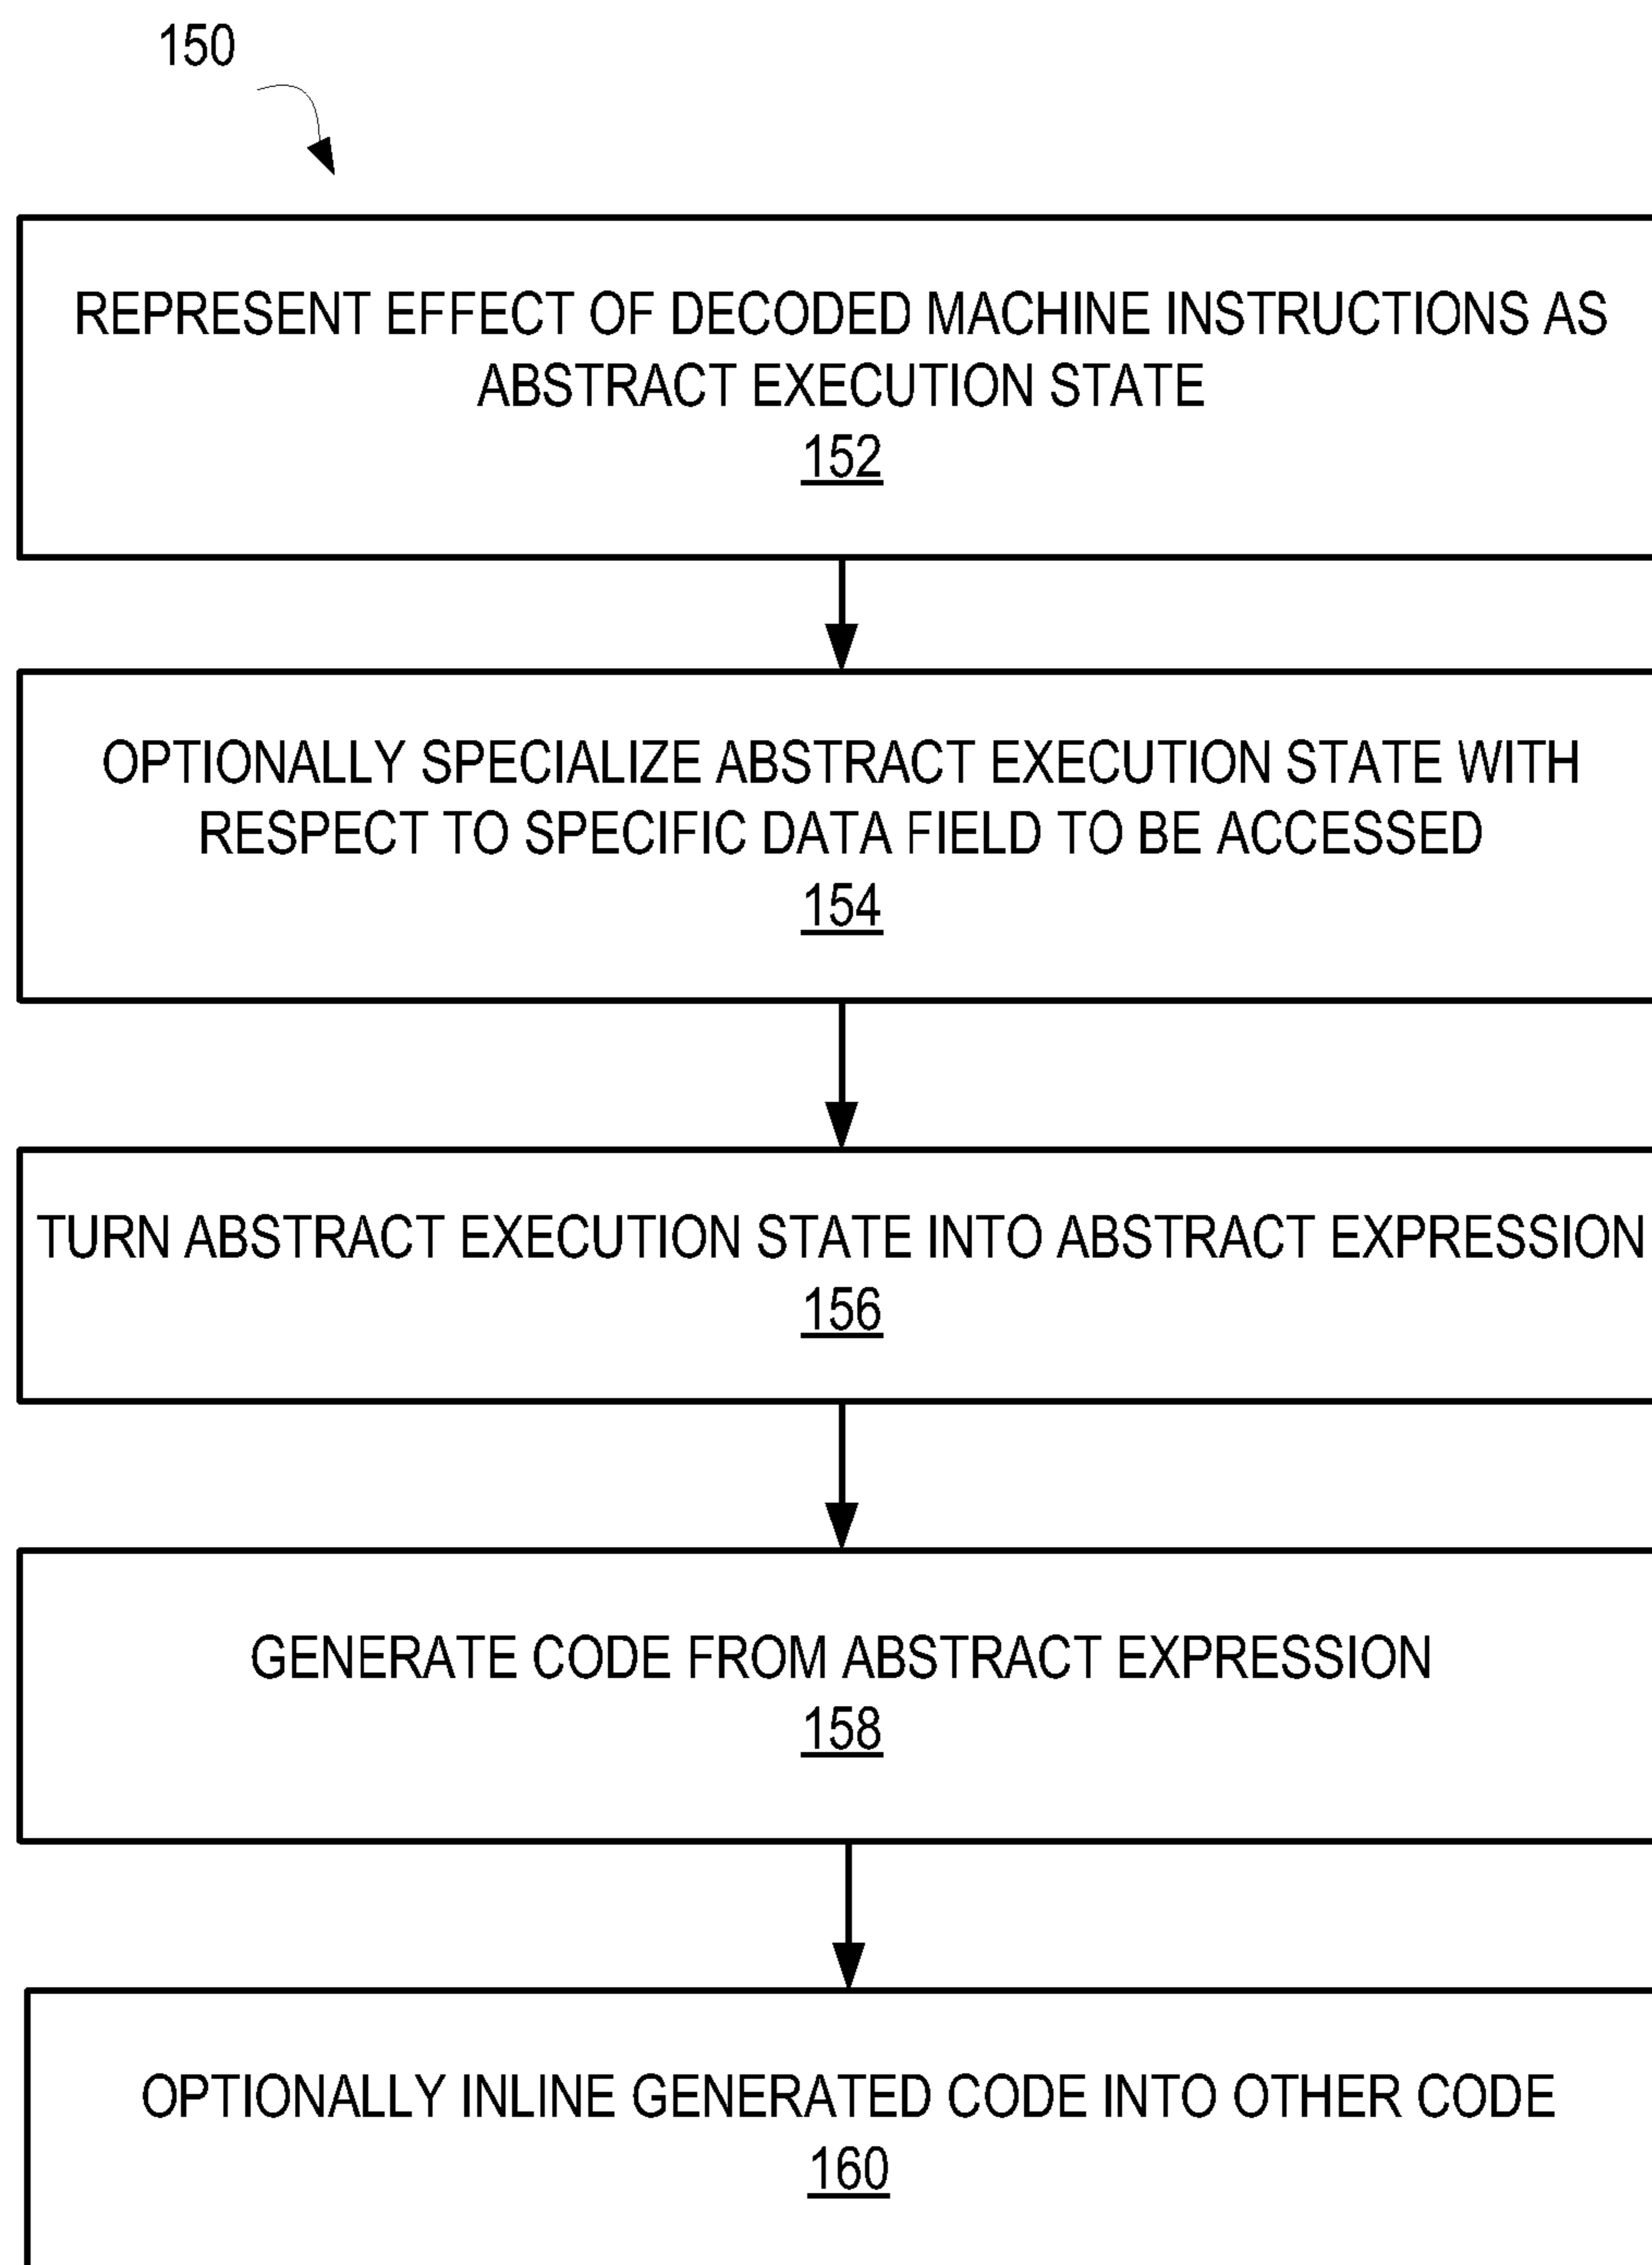 150
REPRESENT EFFECT OF DECODED MACHINE INSTRUCTIONS AS
ABSTRACT EXECUTION STATE
152
OPTIONALLY SPECIALIZE ABSTRACT EXECUTION STATE WITH
RESPECT TO SPECIFIC DATA FIELD TO BE ACCESSED
154
TURN ABSTRACT EXECUTION STATE INTO ABSTRACT EXPRESSION
156
GENERATE CODE FROM ABSTRACT EXPRESSION
158
OPTIONALLY INLINE GENERATED CODE INTO OTHER CODE
160